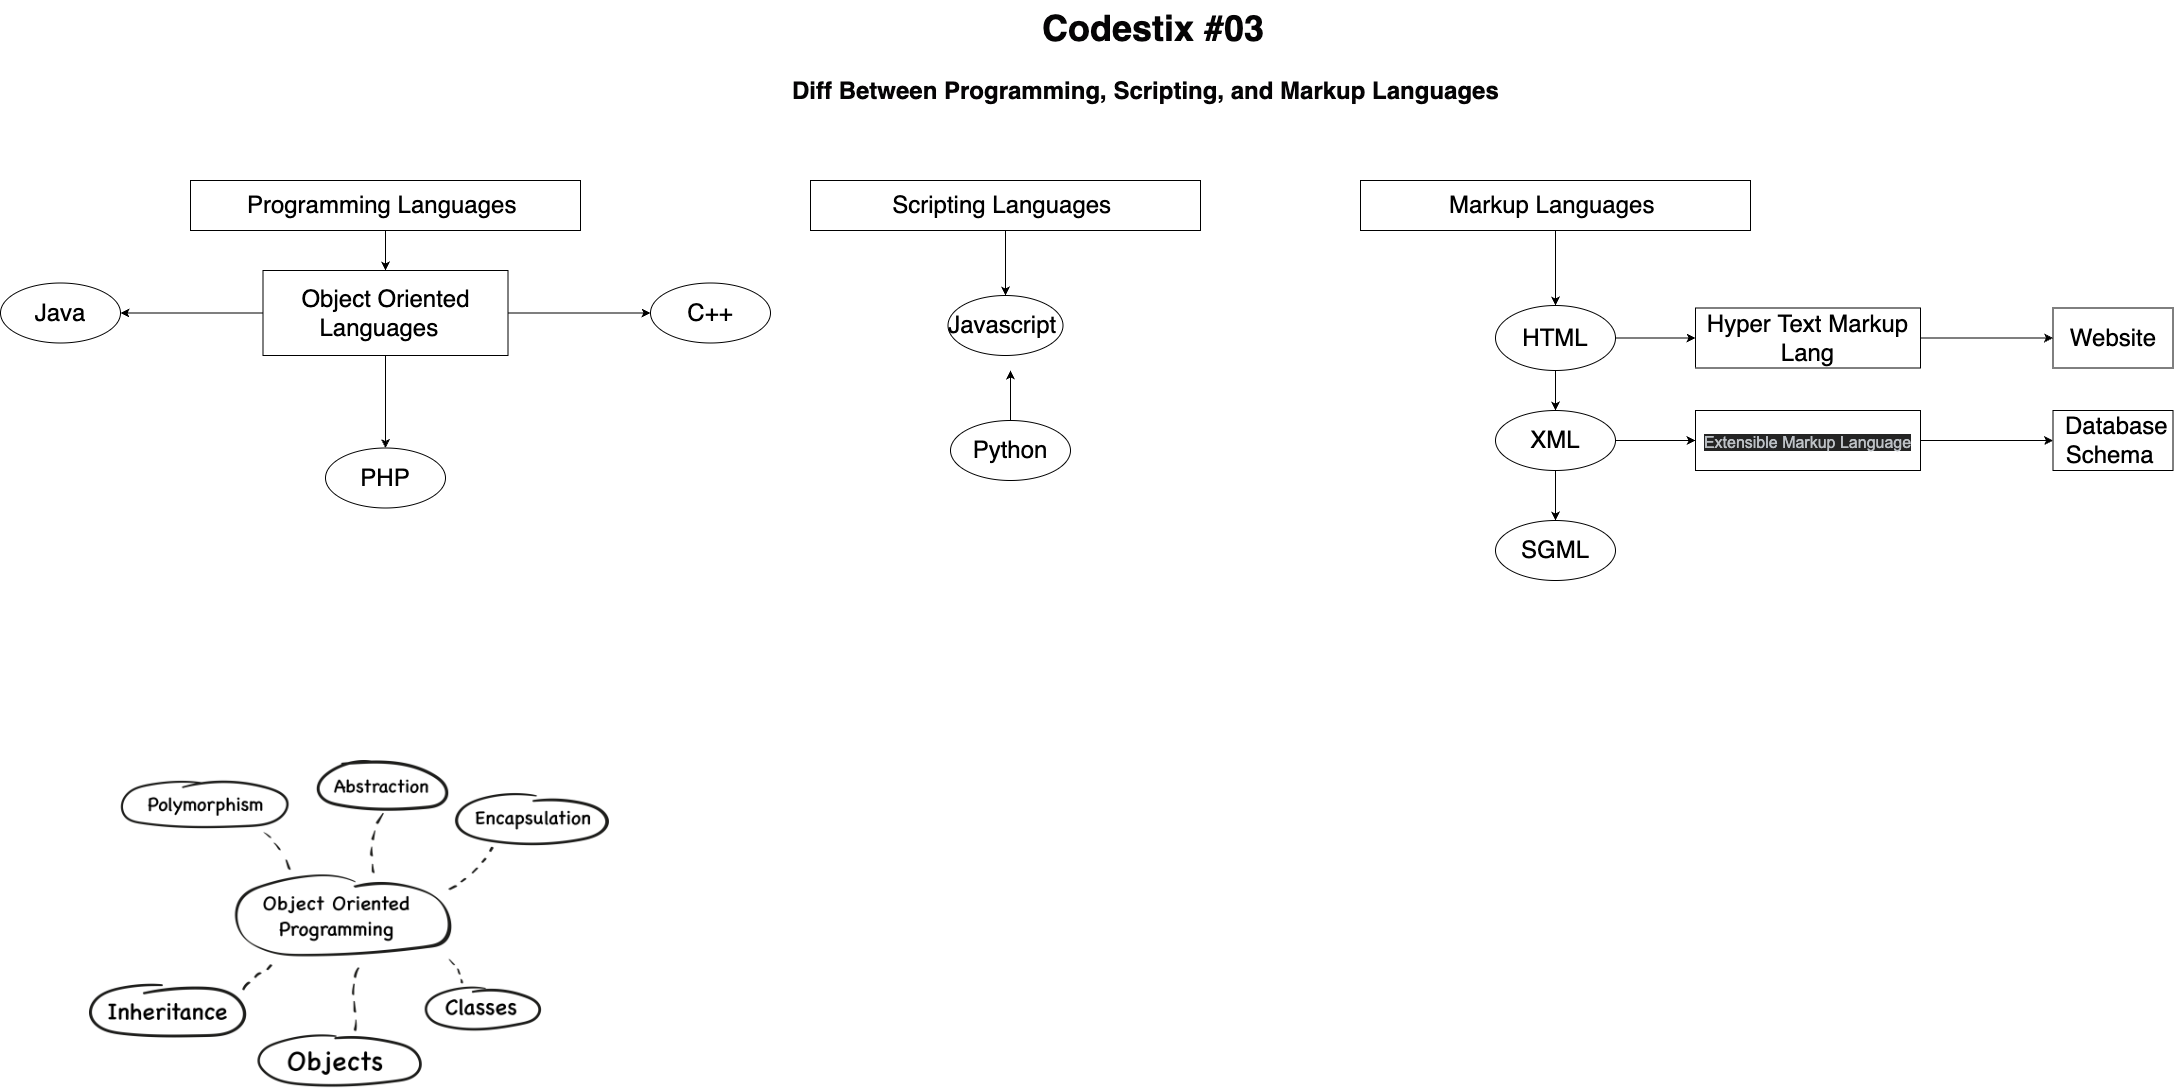 Codestix #03
Diff Between Programming, Scripting, and Markup Languages
Programming Languages
Object Oriented
Languages
Java
C++
PHP
Scripting Languages
Javascript
Python
Markup Languages
HTML
Hyper Text Markup
Lang
Website
XML
Extensible Markup Language
Database
Schema
SGML
Polymorphism
Abstraction
Encapsulation
Object Oriented
Programming
Inheritance
Classes
Objects